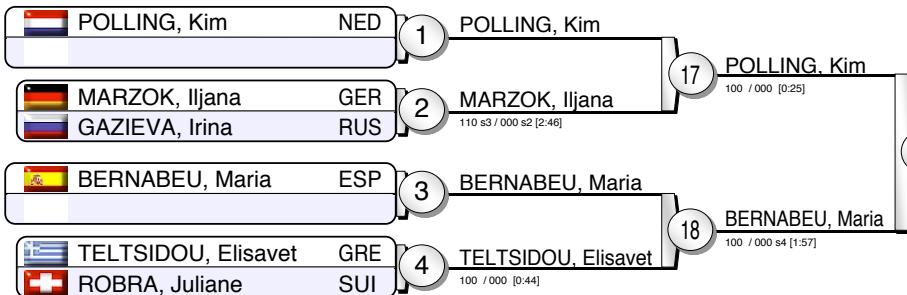 POLLING, Kim NED
1
POLLING, Kim
17
POLLING, Kim
100 / 000 [0:25]
MARZOK, Iljana GER
GAZIEVA, Irina RUS
2
MARZOK, Iljana
110 s3 / 000 s2 [2:46]
BERNABEU, Maria ESP
3
BERNABEU, Maria
18
BERNABEU, Maria
100 / 000 s4 [1:57]
TELTSIDOU, Elisavet GRE
ROBRA, Juliane SUI
4
TELTSIDOU, Elisavet
100 / 000 [0:44]